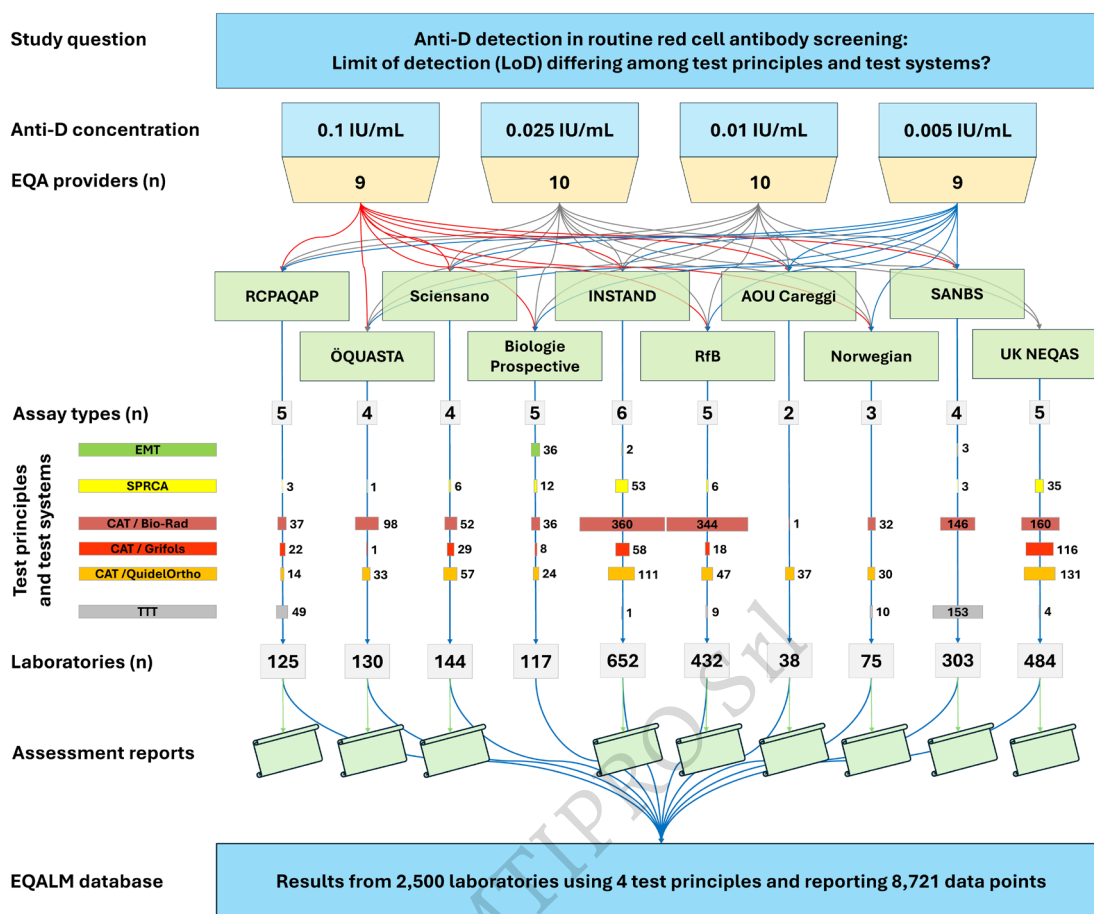 Study question
Anti-D detection in routine red cell antibody screening:
Limit of detection (LoD) differing among test principles and test systems?
Anti-D concentration
0.1 IU/mL
0.025 IU/mL
0.01 IU/mL
0.005 IU/mL
EQA providers (n)
9
10
10
9
RCPAQAP
Sciensano
INSTAND
AOU Careggi
SANBS
ÖQUASTA
Biologie
Prospective
RfB
Norwegian
UK NEQAS
Assay types (n)
5
4
4
5
6
5
2
3
4
5
Test principles
and test systems
EMT
36
2
3
SPRCA
3
1
6
12
53
6
3
35
CAT / Bio-Rad
37
98
52
36
360
344
1
32
146
160
CAT / Grifols
22
1
29
8
58
18
116
CAT /QuidelOrtho
14
33
57
24
111
47
37
30
131
TTT
49
1
9
10
153
4
Laboratories (n)
125
130
144
117
652
432
38
75
303
484
Assessment reports
EQALM database
Results from 2,500 laboratories using 4 test principles and reporting 8,721 data points
MTIPRO Srl